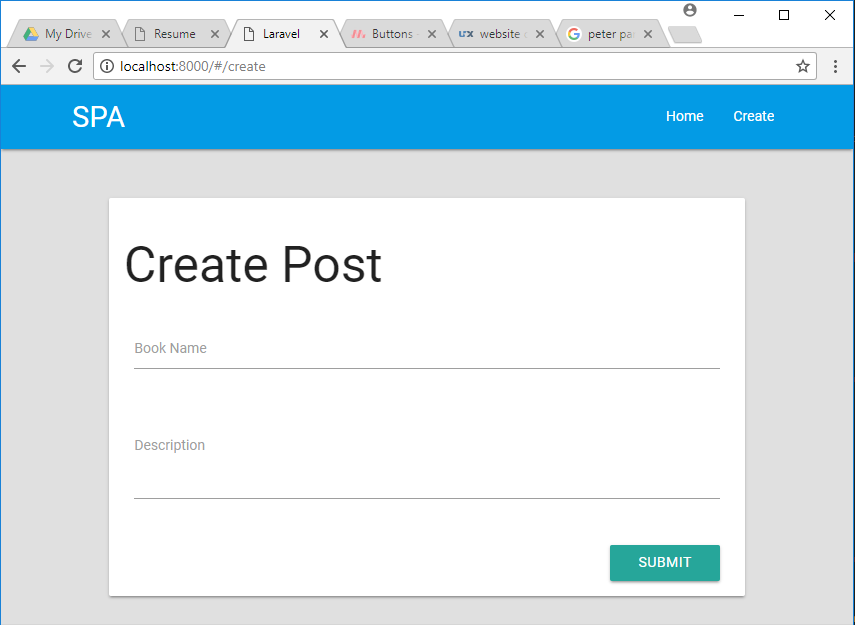 My Drive
Resume
Laravel
Buttons
website
peter pa
localhost:8000/#/create
SPA
Home
Create
Create Post
Book Name
Description
SUBMIT